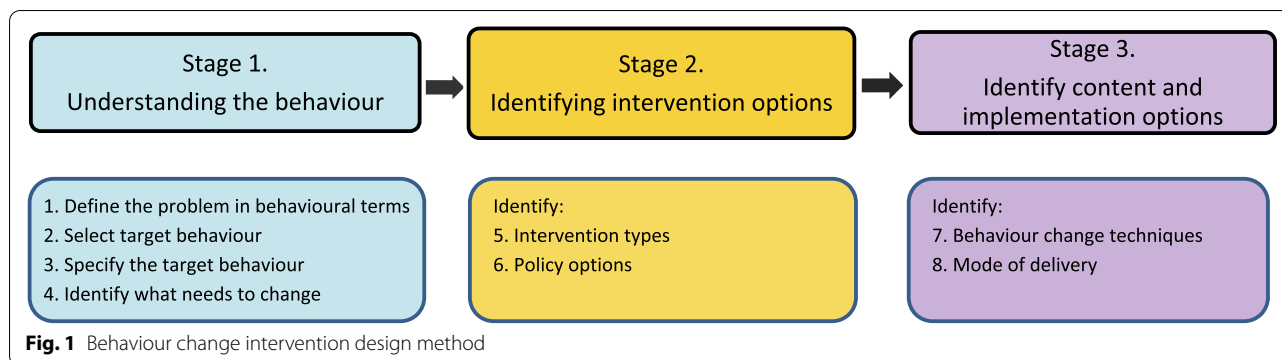 Stage 1.
Understanding the behaviour
Stage 2.
Identifying intervention options
Stage 3.
Identify content and
implementation options
1. Define the problem in behavioural terms
2. Select target behaviour
3. Specify the target behaviour
4. Identify what needs to change
Identify:
5. Intervention types
6. Policy options
Identify:
7. Behaviour change techniques
8. Mode of delivery
Fig. 1 Behaviour change intervention design method